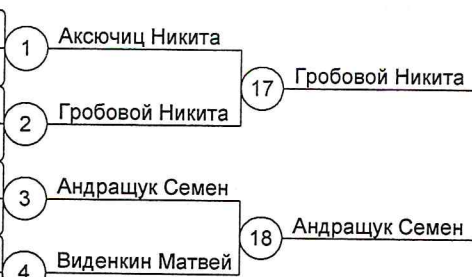 1 Аксючиц Никита
17 Гробовой Никита
2 Гробовой Никита
3 Андращук Семен
18 Андращук Семен
4 Виденкин Матвей